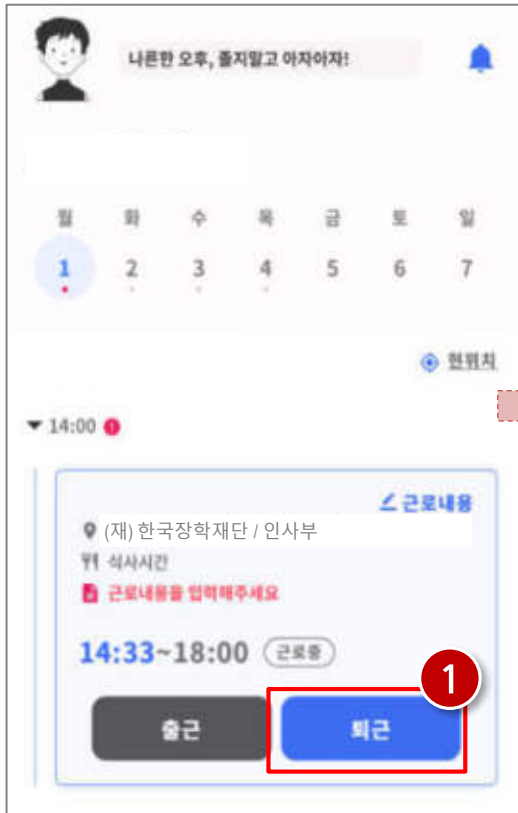 나른한 오후, 졸지말고 아자아자!
월 화 수 목 금 토 일
1 2 3 4 5 6 7
현위치
14:00
근로내용
(재) 한국장학재단 / 인사부
식사시간
근로내용을 입력해주세요
14:33~18:00 근로중
1
출근 퇴근